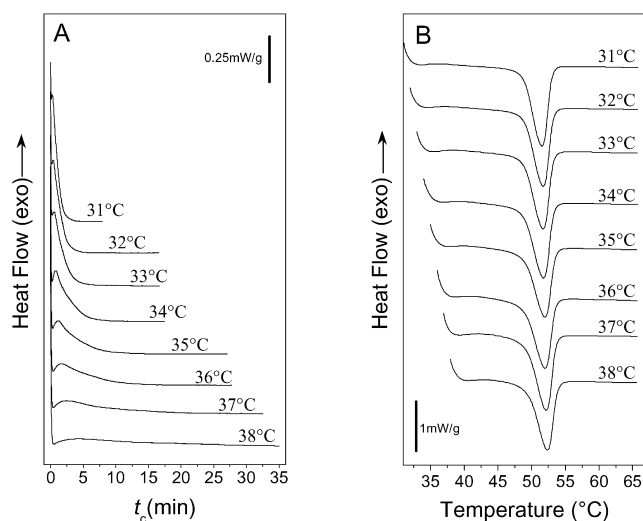 A
0.25mW/g
Heat Flow (exo)
31°C
32°C
33°C
34°C
35°C
36°C
37°C
38°C
0 5 10 15 20 25 30 35
t_c(min)
B
Heat Flow (exo)
31°C
32°C
33°C
34°C
35°C
36°C
37°C
38°C
1mW/g
35 40 45 50 55 60 65
Temperature (°C)